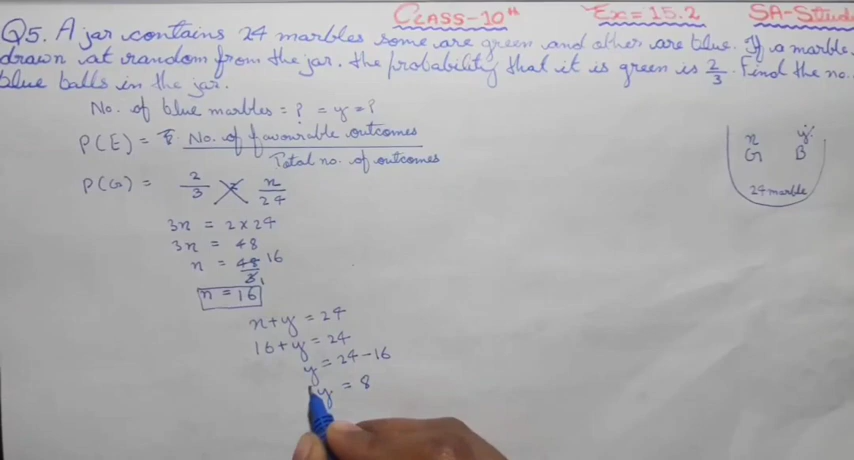 CLASS-10th Ex = 15.2 SA-Stud
Q5. A jar contains 24 marbles some are green and other are blue. If a marble
drawn at random from the jar. the probability that it is green is 2/3. Find the no.
blue balls in the jar.
No. of blue marbles = ? = y = ?
P(E) = No. of favourable outcomes / Total no. of outcomes
P(G) = 2/3 = x/24
3x = 2 × 24
3x = 48
x = 48/3 16 1
x = 16
x + y = 24
16 + y = 24
y = 24 - 16
y = 8
x y
G B
24 marble